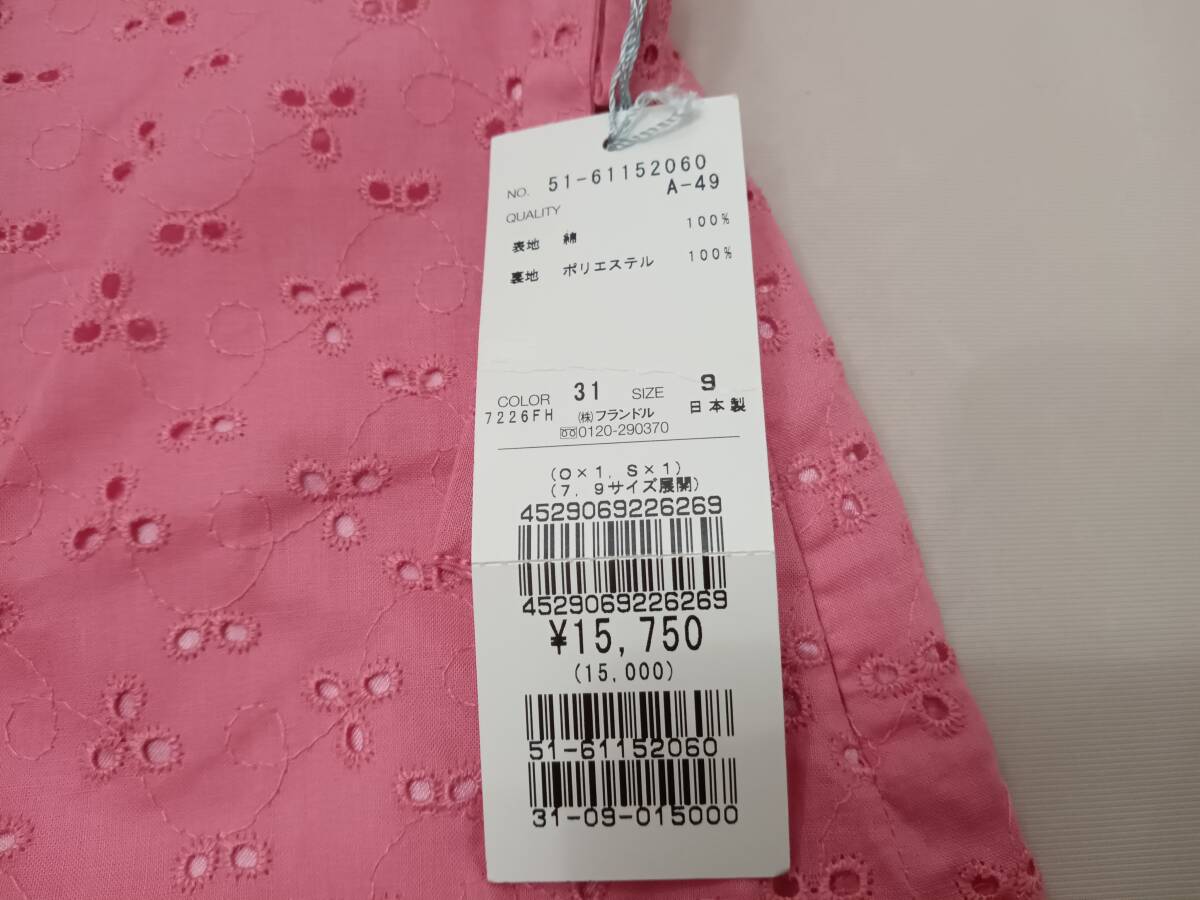 NO. 51-61152060
A-49
QUALITY
表地 綿 100%
裏地 ポリエステル 100%
COLOR 31 SIZE 9
7226FH ㈱フランドル 日本製
0120-290370
(O×1, S×1)
(7, 9サイズ展開)
4529069226269
4529069226269
¥15,750
(15,000)
51-61152060
31-09-015000